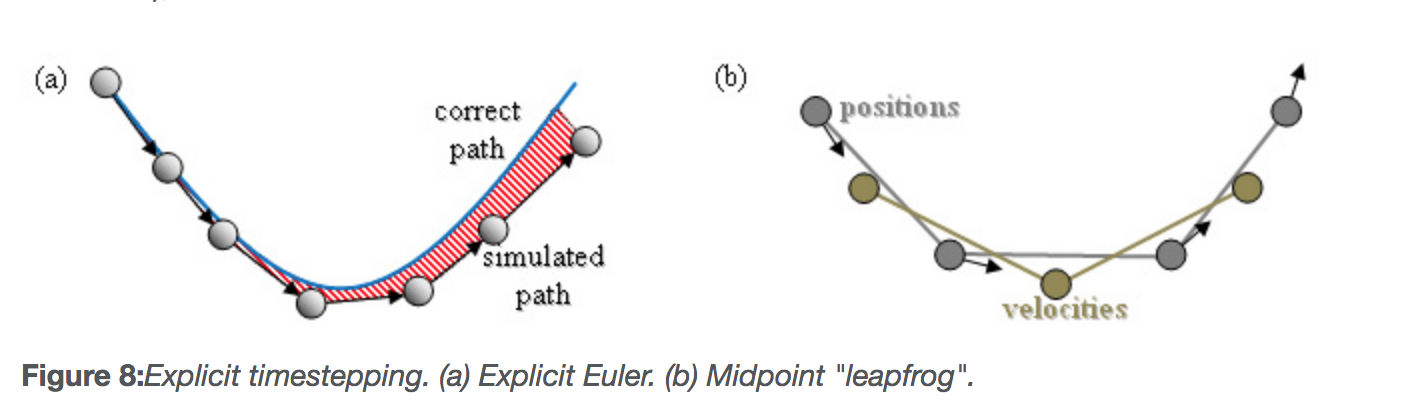 (a)
correct
path
simulated
path
(b)
positions
velocities
Figure 8:Explicit timestepping. (a) Explicit Euler. (b) Midpoint "leapfrog".